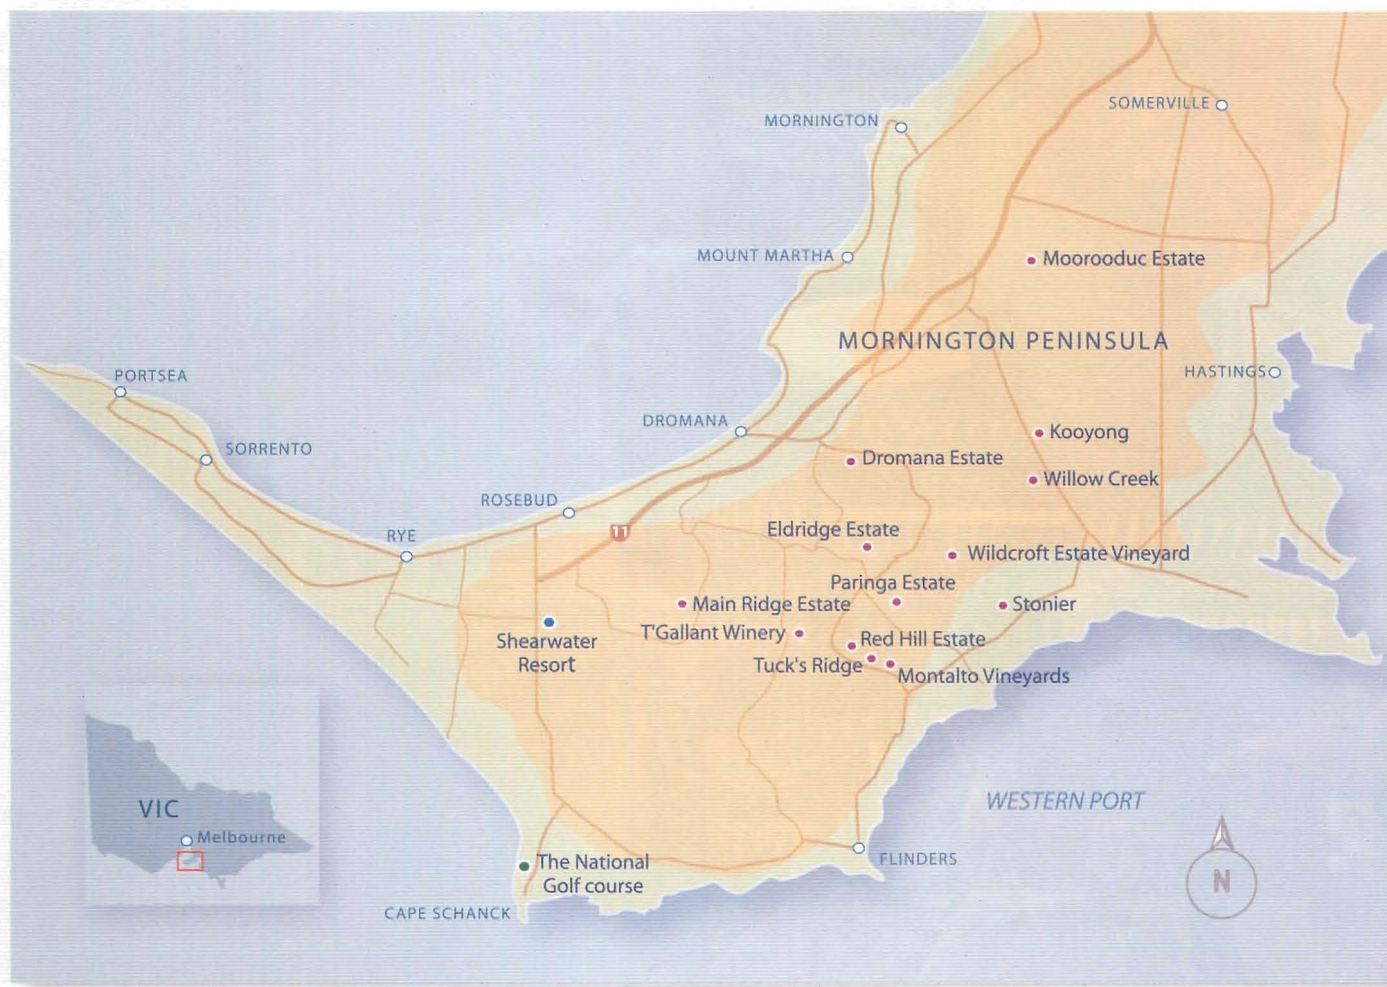 SOMERVILLE
MORNINGTON
MOUNT MARTHA
Moorooduc Estate
MORNINGTON PENINSULA
HASTINGS
PORTSEA
DROMANA
Kooyong
SORRENTO
Dromana Estate
Willow Creek
ROSEBUD
RYE
11
Eldridge Estate
Wildcroft Estate Vineyard
Paringa Estate
Main Ridge Estate
Stonier
T'Gallant Winery
Red Hill Estate
Shearwater
Resort
Tuck's Ridge
Montalto Vineyards
WESTERN PORT
VIC
Melbourne
FLINDERS
The National
Golf course
N
CAPE SCHANCK